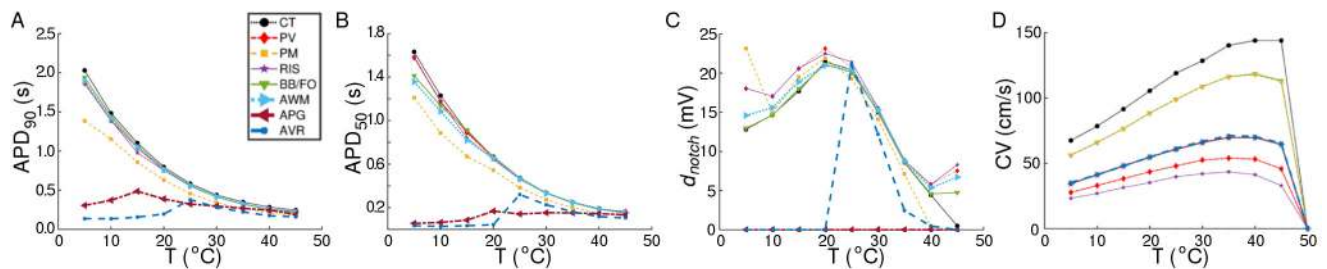 A
APD90 (s)
2.5
2.0
1.5
1.0
0.5
0.0
0 10 20 30 40 50
T (°C)
CT
PV
PM
RIS
BB/FO
AWM
APG
AVR
B
APD50 (s)
1.8
1.4
1.0
0.6
0.2
0 10 20 30 40 50
T (°C)
C
dnotch (mV)
25
20
15
10
5
0
0 10 20 30 40 50
T (°C)
D
CV (cm/s)
150
100
50
0
0 10 20 30 40 50
T (°C)